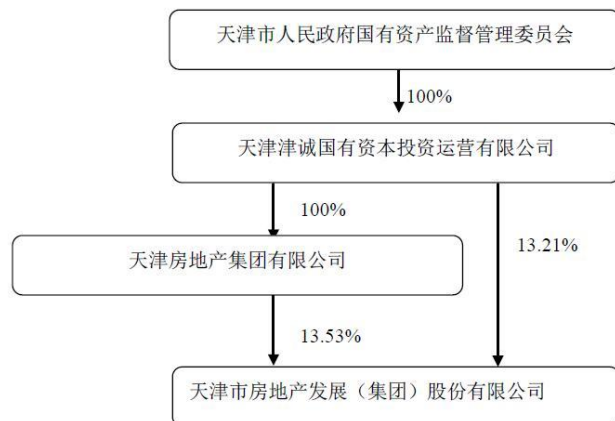 天津市人民政府国有资产监督管理委员会
100%
天津津诚国有资本投资运营有限公司
100%
13.21%
天津房地产集团有限公司
13.53%
天津市房地产发展（集团）股份有限公司